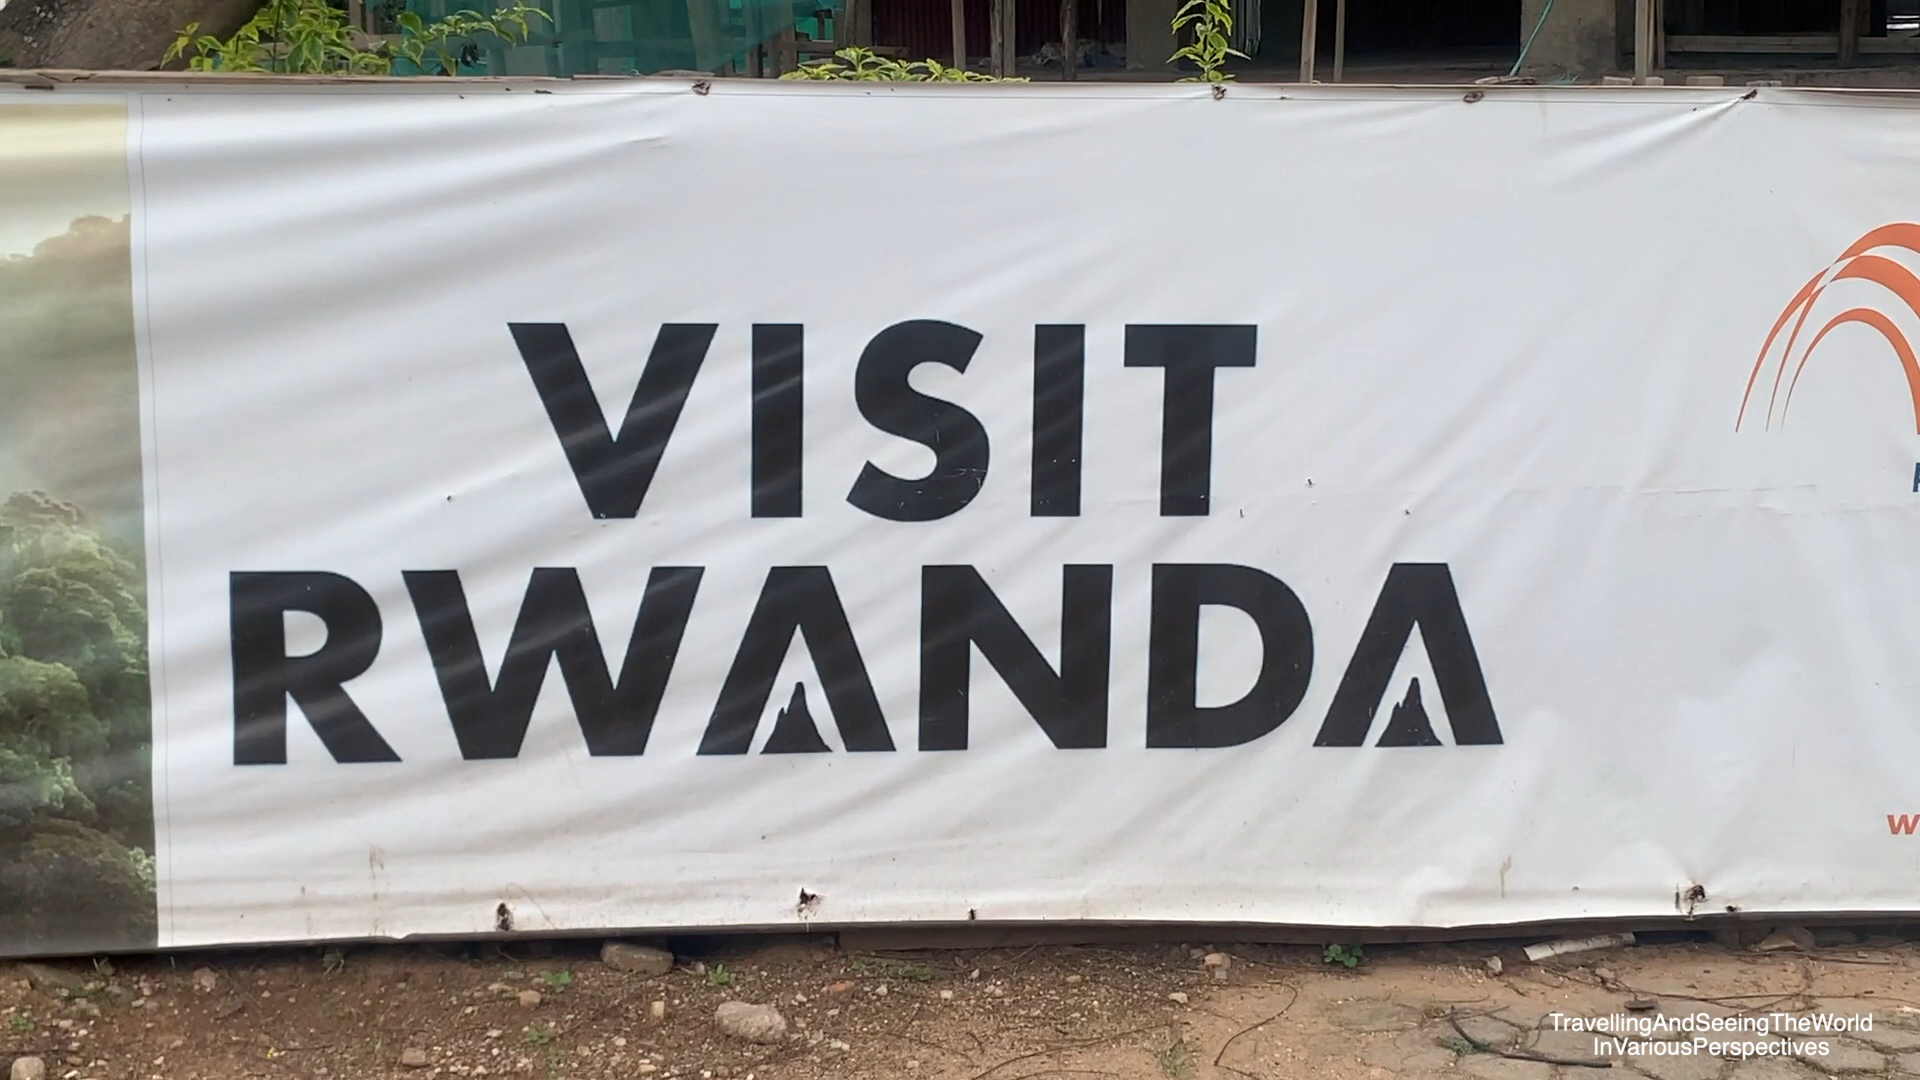 VISIT
RWANDA
TravellingAndSeeingTheWorld
InVariousPerspectives